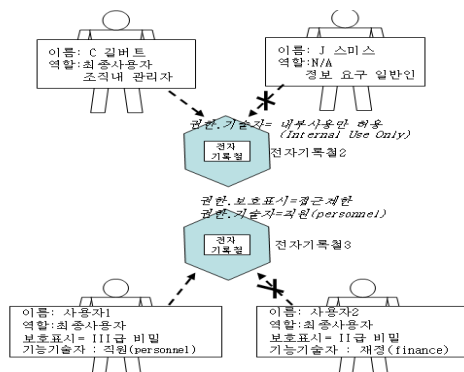 이름: C 길버트
역할:최종사용자
조직내 관리자
이름: J 스미스
역할:N/A
정보 요구 일반인
권한.기술자= 내부사용만 허용
(Internal Use Only)
전자
기록철
전자기록철2
권한.보호표시=접근제한
권한.기술자=직원(personnel)
전자
기록철
전자기록철3
이름: 사용자1
역할:최종사용자
보호표시= III급 비밀
기능기술자 : 직원(personnel)
이름: 사용자2
역할:최종사용자
보호표시= II급 비밀
기능기술자 : 재정(finance)